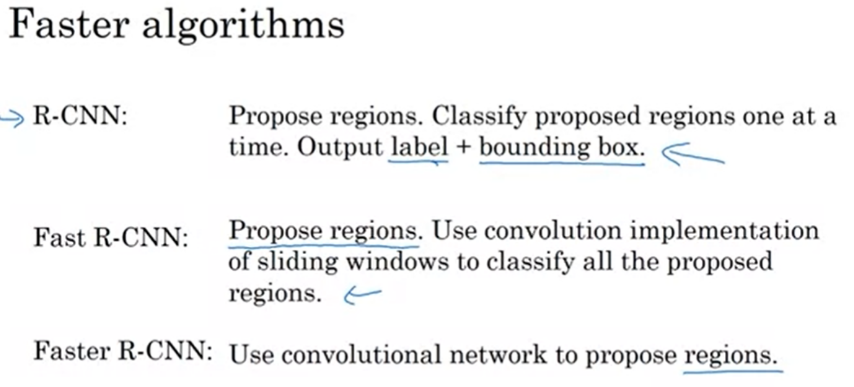 Faster algorithms
R-CNN: Propose regions. Classify proposed regions one at a
time. Output label + bounding box.
Fast R-CNN: Propose regions. Use convolution implementation
of sliding windows to classify all the proposed
regions.
Faster R-CNN: Use convolutional network to propose regions.